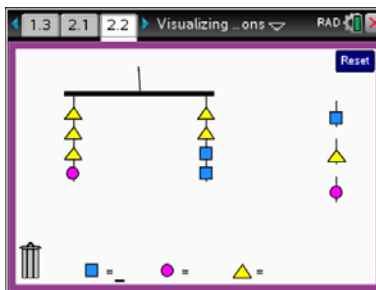 1.3 2.1 2.2 Visualizing ...ons RAD
Reset
= _ = =